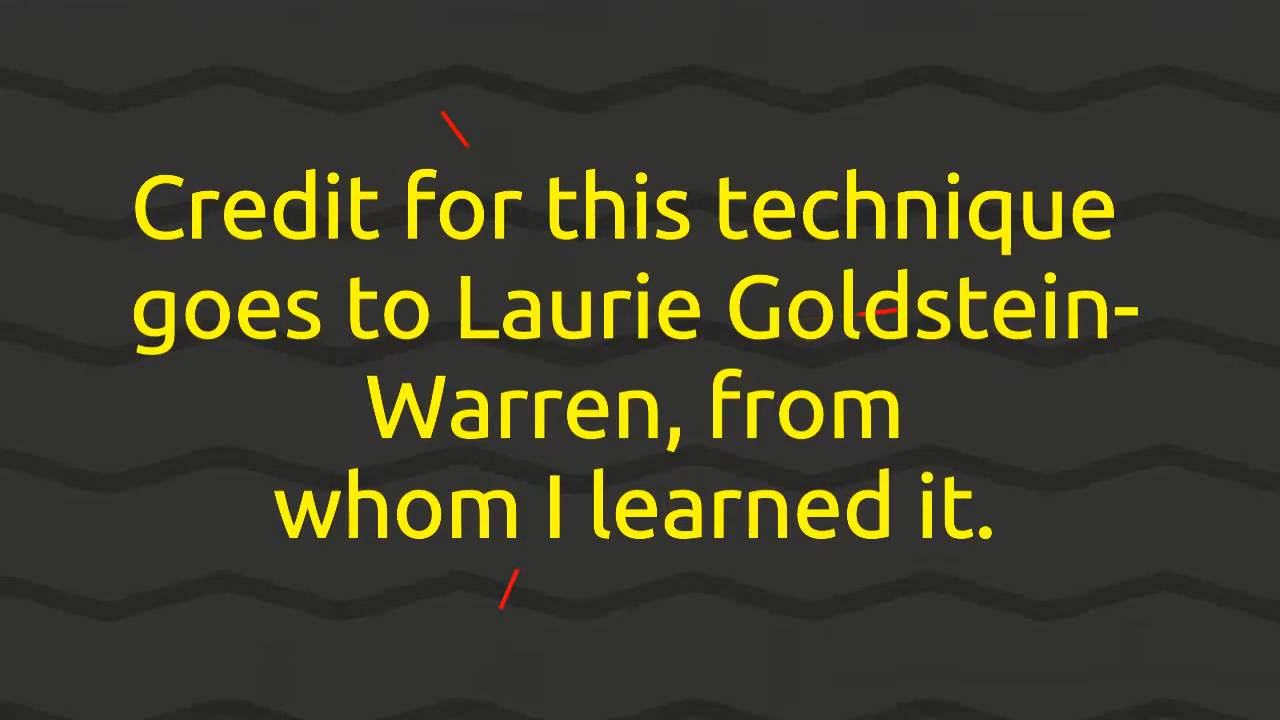 Credit for this technique
goes to Laurie Goldstein-
Warren, from
whom I learned it.